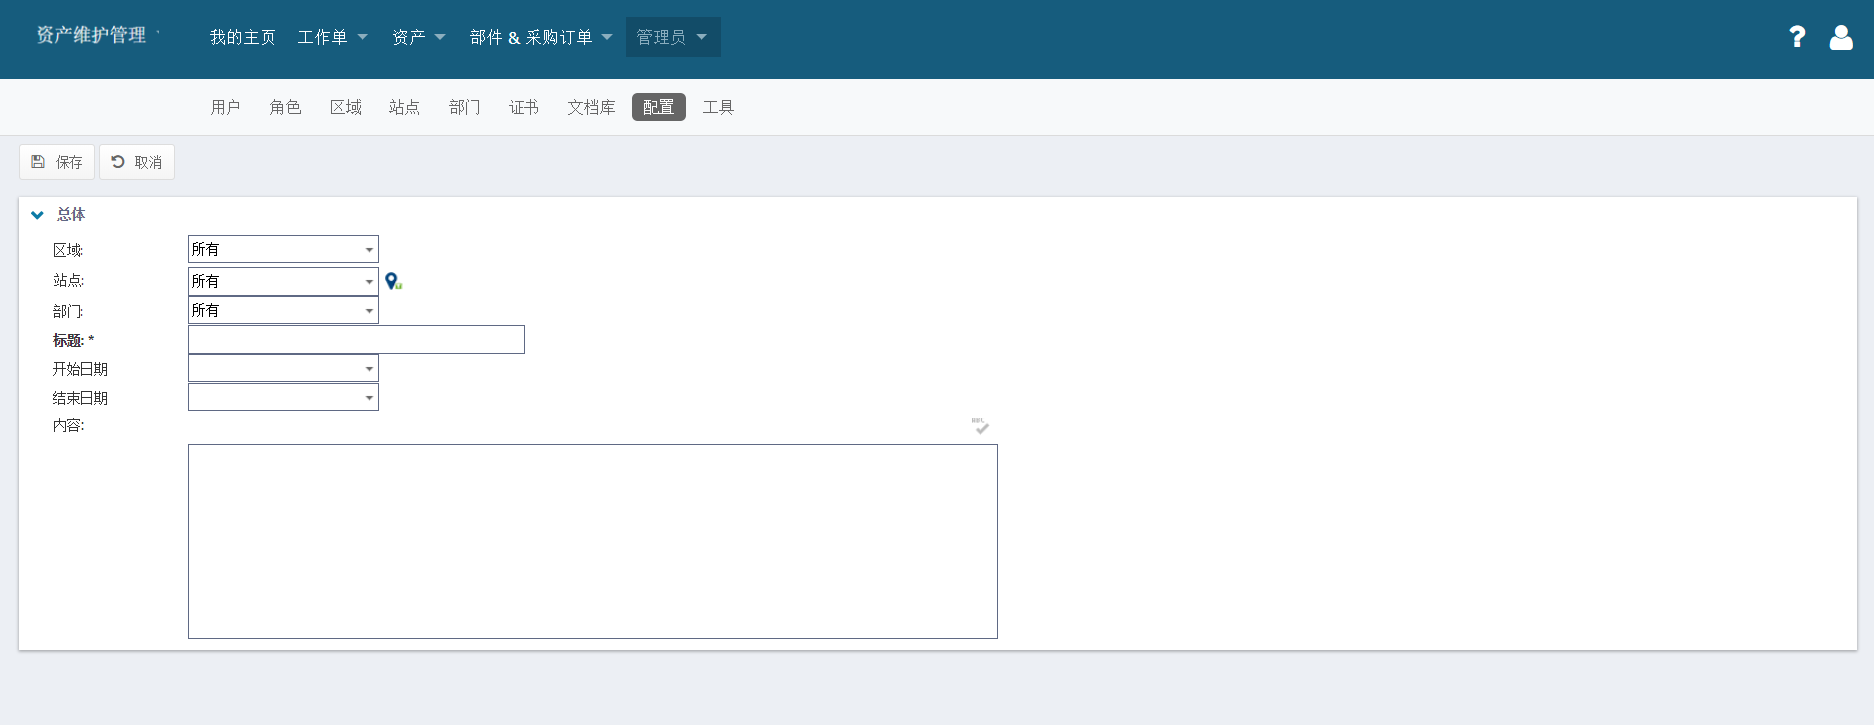 资产维护管理
我的主页 工作单 资产 部件 & 采购订单 管理员
用户 角色 区域 站点 部门 证书 文档库 配置 工具
保存 取消
总体
区域: 所有
站点: 所有
部门: 所有
标题: *
开始日期
结束日期
内容: